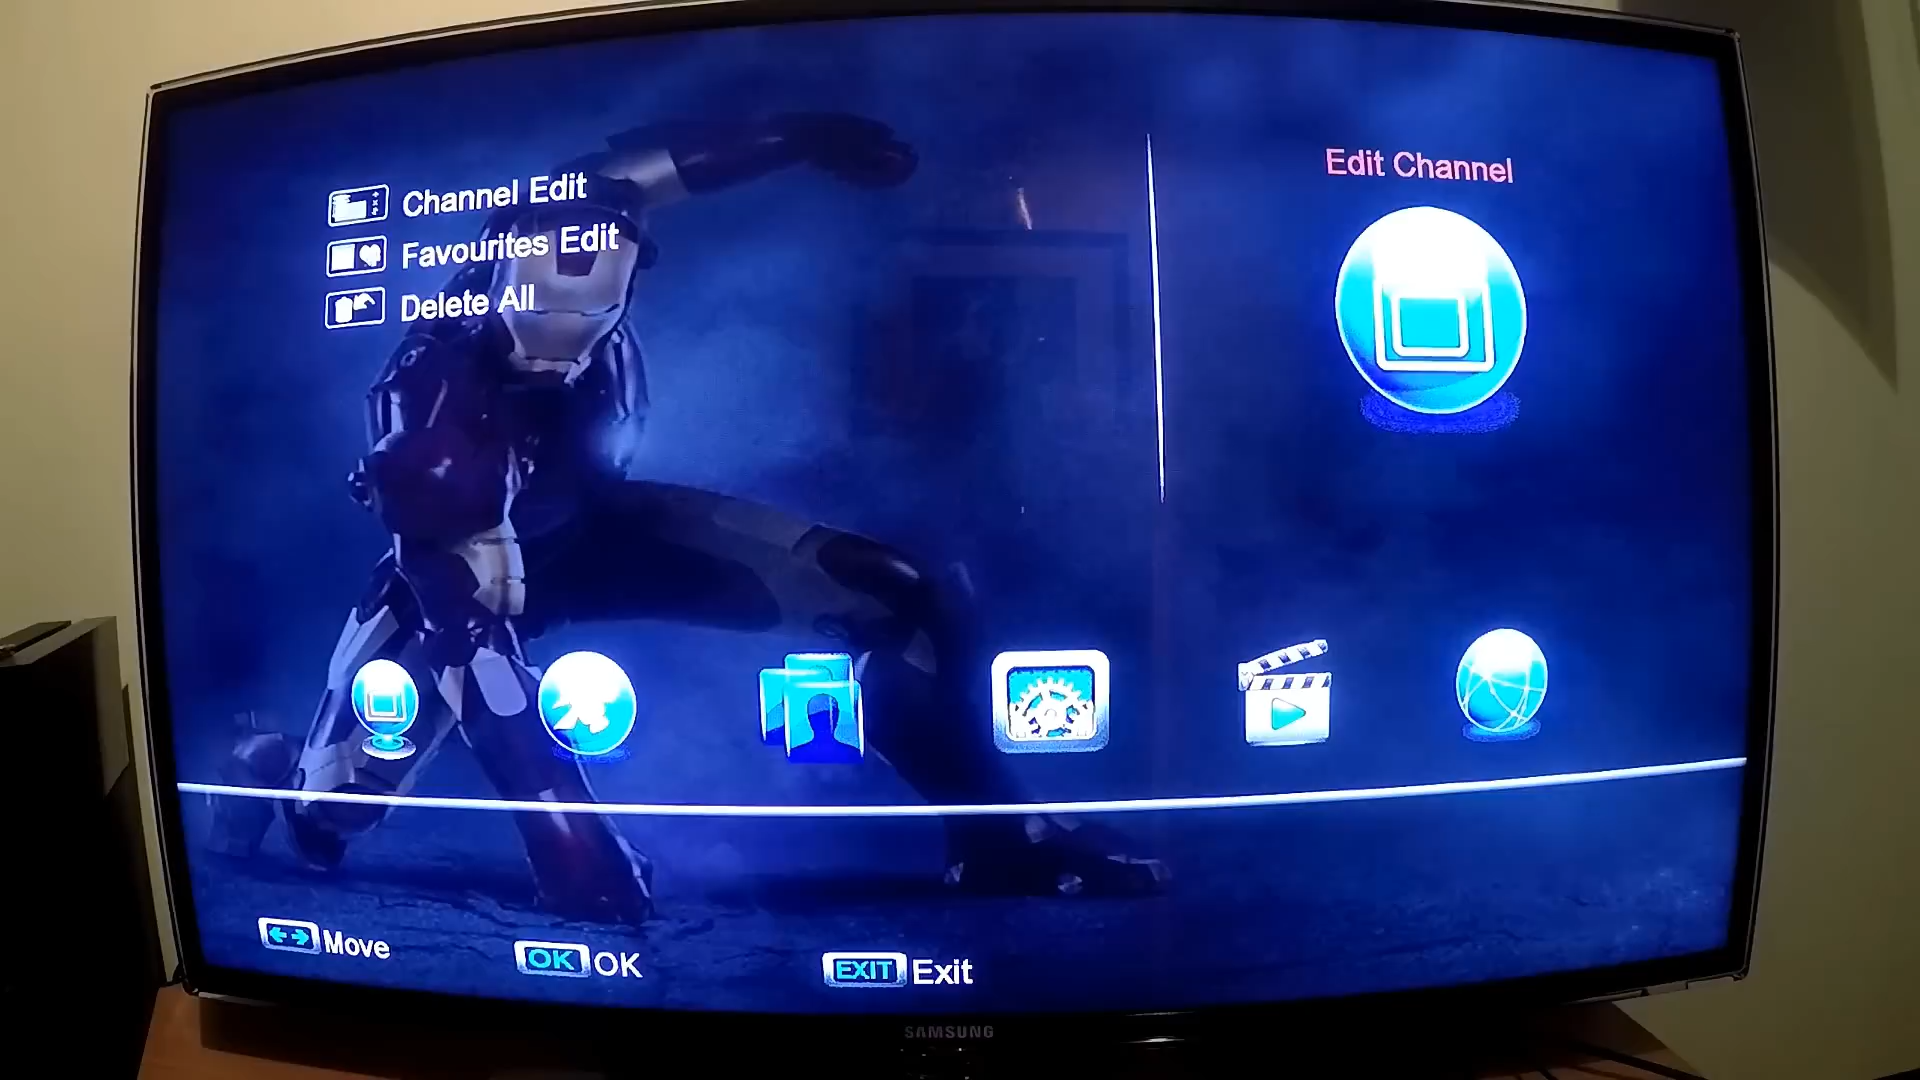 Edit Channel
Channel Edit
Favourites Edit
Delete All
Move
OK OK
EXIT Exit
SAMSUNG